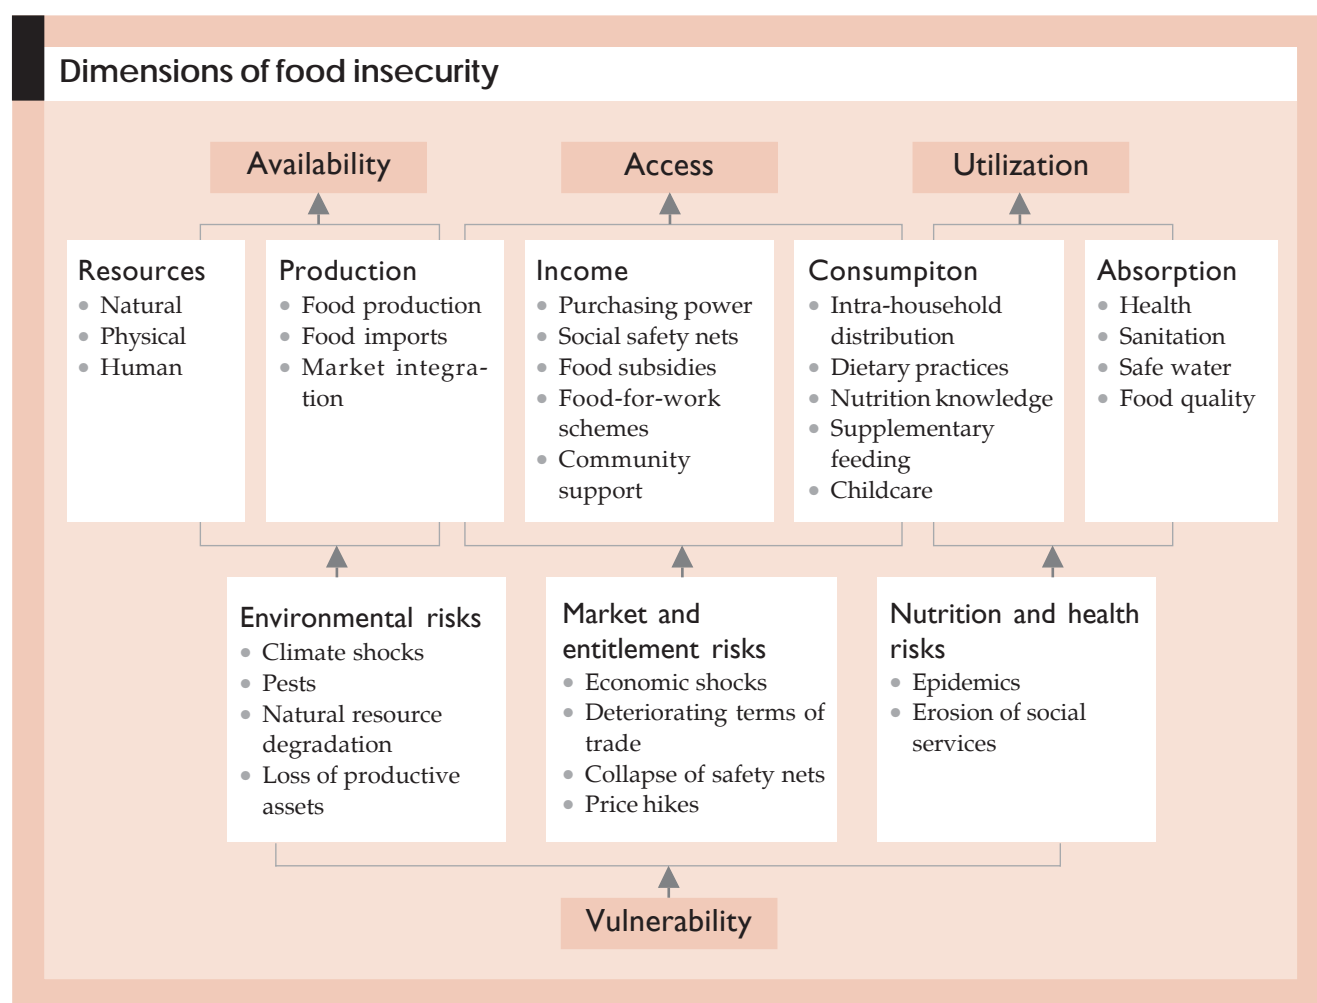 Dimensions of food insecurity
Availability
Access
Utilization
Resources
• Natural
• Physical
• Human
Production
• Food production
• Food imports
• Market integra-
tion
Income
• Purchasing power
• Social safety nets
• Food subsidies
• Food-for-work
schemes
• Community
support
Consumpiton
• Intra-household
distribution
• Dietary practices
• Nutrition knowledge
• Supplementary
feeding
• Childcare
Absorption
• Health
• Sanitation
• Safe water
• Food quality
Environmental risks
• Climate shocks
• Pests
• Natural resource
degradation
• Loss of productive
assets
Market and
entitlement risks
• Economic shocks
• Deteriorating terms of
trade
• Collapse of safety nets
• Price hikes
Nutrition and health
risks
• Epidemics
• Erosion of social
services
Vulnerability